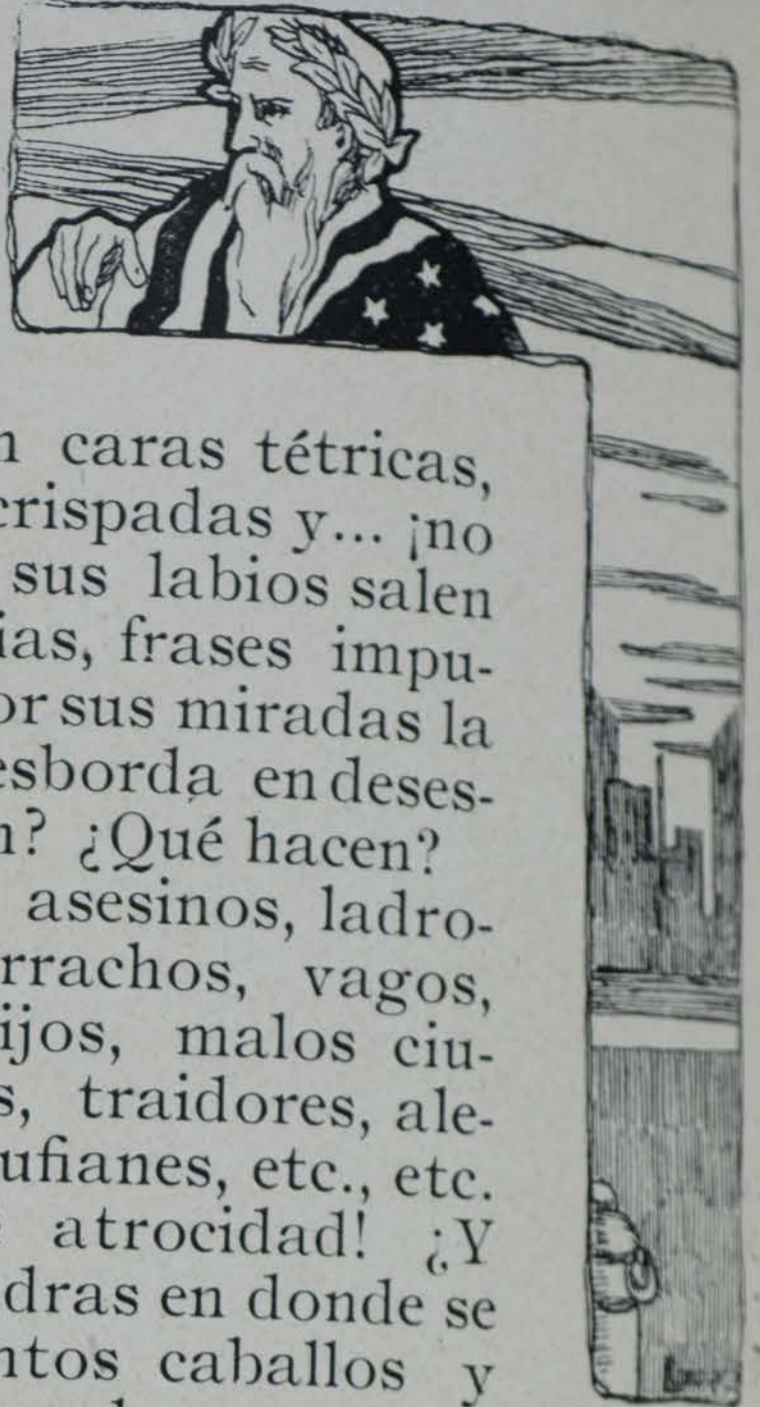 caras tétricas,
crispadas y... ¡no
sus labios salen
ias, frases impu-
or sus miradas la
esborda en deses-
n? ¿Qué hacen?
asesinos, ladro-
rrachos, vagos,
ijos, malos ciu-
s, traidores, ale-
ufianes, etc., etc.
atrocidad! ¿Y
dras en donde se
ntos caballos y